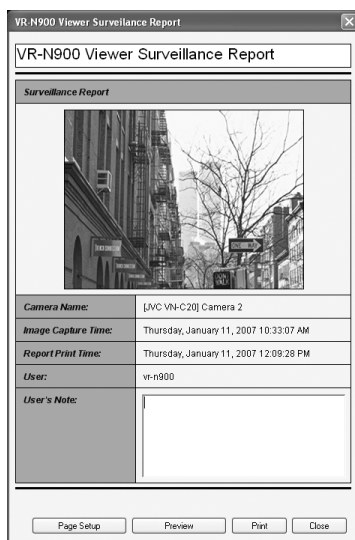 VR-N900 Viewer Surveillance Report
VR-N900 Viewer Surveillance Report
Surveillance Report
ONE WAY
Camera Name: [JVC VN-C20] Camera 2
Image Capture Time: Thursday, January 11, 2007 10:33:07 AM
Report Print Time: Thursday, January 11, 2007 12:09:28 PM
User: vr-n900
User's Note:
Page Setup Preview Print Close